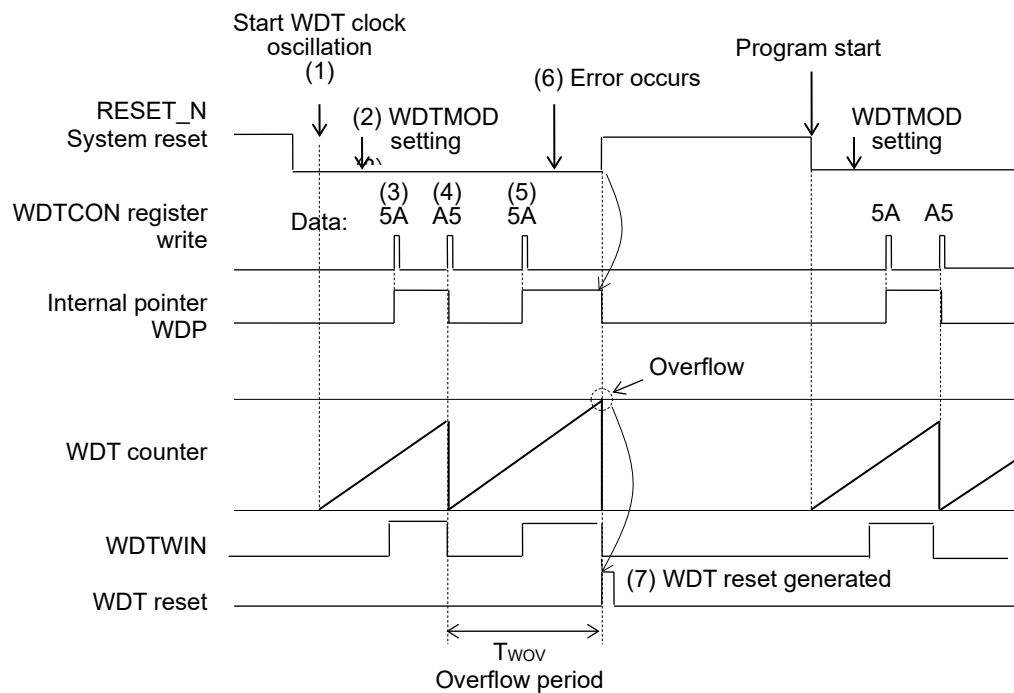 Start WDT clock
oscillation
(1)
Program start
(6) Error occurs
RESET_N
System reset
(2) WDTMOD
setting
WDTMOD
setting
(3) (4) (5)
WDTCON register
write
Data: 5A A5 5A 5A A5
Internal pointer
WDP
Overflow
WDT counter
WDTWIN
(7) WDT reset generated
WDT reset
TWOV
Overflow period